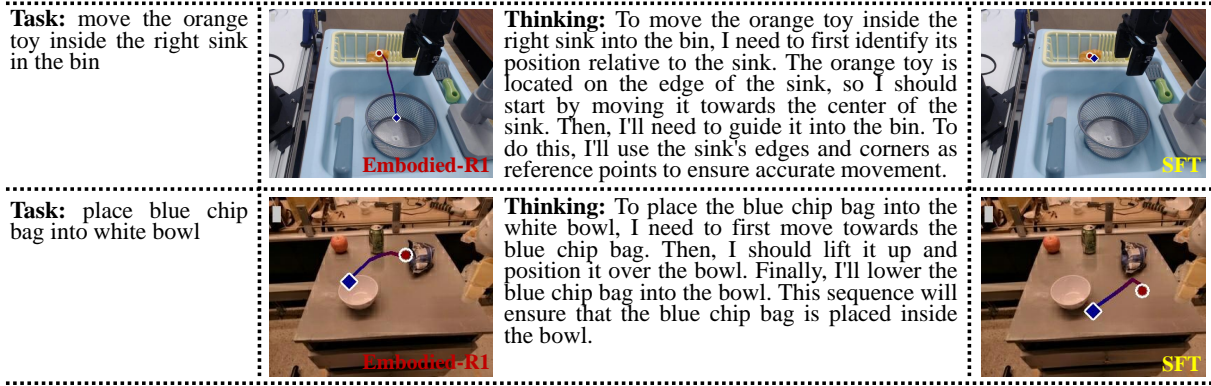 Task: move the orange
toy inside the right sink
in the bin
Embodied-R1
Thinking: To move the orange toy inside the
right sink into the bin, I need to first identify its
position relative to the sink. The orange toy is
located on the edge of the sink, so I should
start by moving it towards the center of the
sink. Then, I'll need to guide it into the bin. To
do this, I'll use the sink's edges and corners as
reference points to ensure accurate movement.
SFT
Task: place blue chip
bag into white bowl
Embodied-R1
Thinking: To place the blue chip bag into the
white bowl, I need to first move towards the
blue chip bag. Then, I should lift it up and
position it over the bowl. Finally, I'll lower the
blue chip bag into the bowl. This sequence will
ensure that the blue chip bag is placed inside
the bowl.
SFT